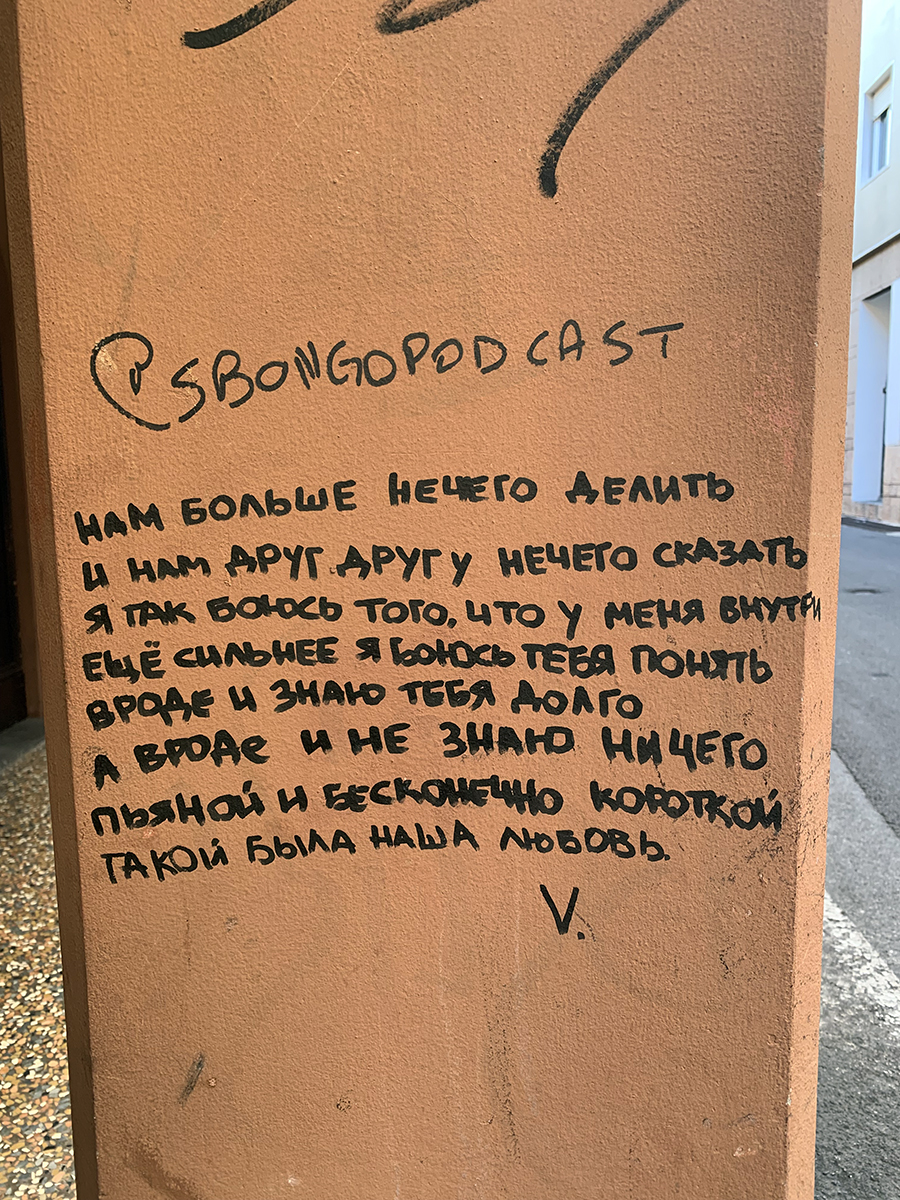 @SBONGOPODCAST
НАМ БОЛЬШЕ НЕЧЕГО ДЕЛИТЬ
И НАМ ДРУГ ДРУГУ НЕЧЕГО СКАЗАТЬ
Я ТАК БОЮСЬ ТОГО, ЧТО У МЕНЯ ВНУТРИ
ЕЩЁ СИЛЬНЕЕ Я БОЮСЬ ТЕБЯ ПОНЯТЬ
ВРОДЕ И ЗНАЮ ТЕБЯ ДОЛГО
А ВРОДЕ И НЕ ЗНАЮ НИЧЕГО
ПЬЯНОЙ И БЕСКОНЕЧНО КОРОТКОЙ
ТАКОЙ БЫЛА НАША ЛЮБОВЬ.
V.